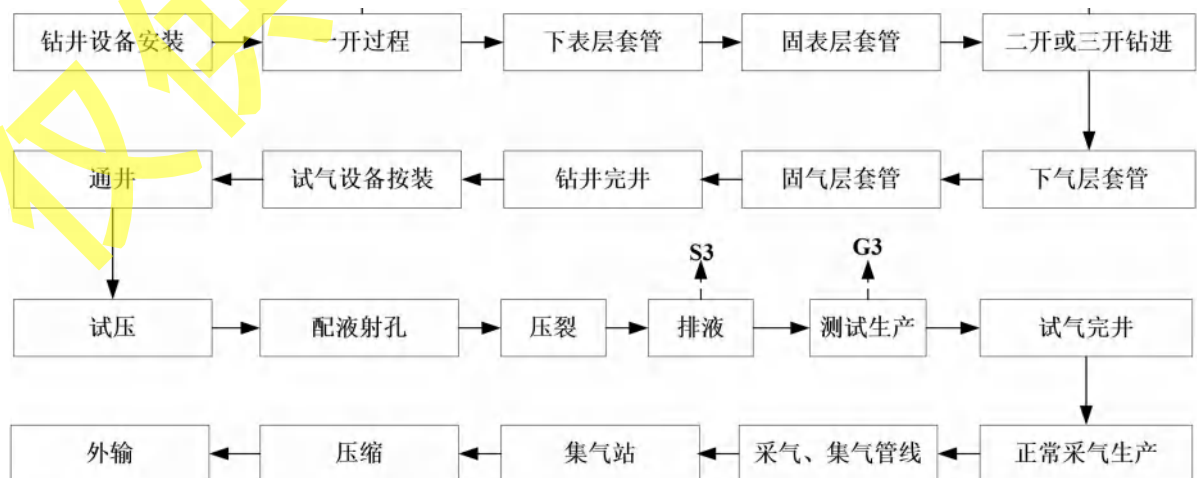 钻井设备安装
一开过程
下表层套管
固表层套管
二开或三开钻进
通井
试气设备按装
钻井完井
固气层套管
下气层套管
S3
G3
试压
配液射孔
压裂
排液
测试生产
试气完井
外输
压缩
集气站
采气、集气管线
正常采气生产